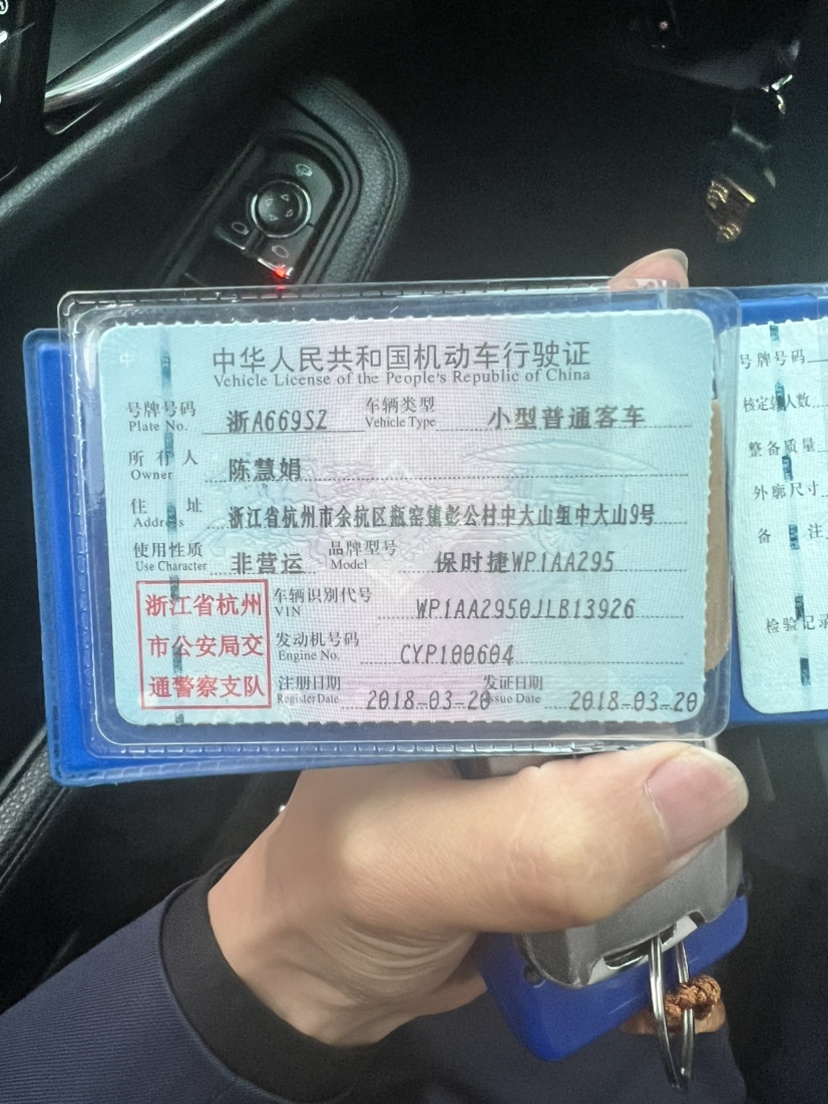 中华人民共和国机动车行驶证
Vehicle License of the People's Republic of China
号牌号码 Plate No. 浙A669SZ 车辆类型 Vehicle Type 小型普通客车
所有人 Owner 陈慧娟
住址 Address 浙江省杭州市余杭区瓶窑镇彭公村中大山组中大山9号
使用性质 Use Character 非营运 品牌型号 Model 保时捷WP1AA295
浙江省杭州
市公安局交
通警察支队
车辆识别代号 VIN WP1AA2950JLB13926
发动机号码 Engine No. CYP100604
注册日期 Register Date 2018-03-20 发证日期 Issue Date 2018-03-20
号牌号码
核定载人数
整备质量
外廓尺寸
备注
检验记录